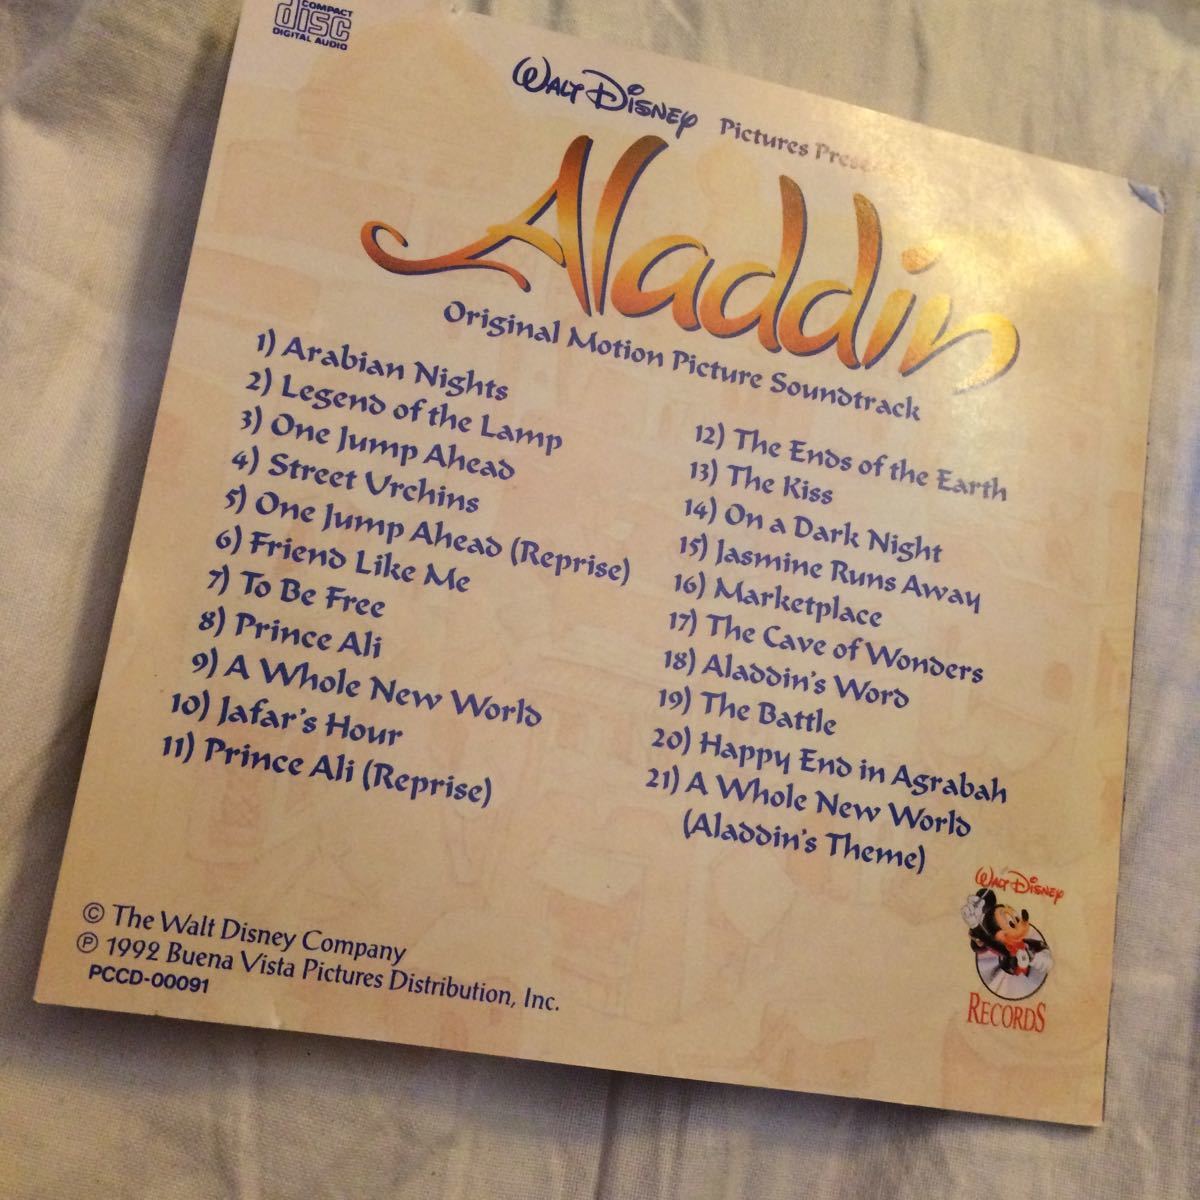 COMPACT
disc
DIGITAL AUDIO
WALT DISNEY Pictures
Aladdin
Original Motion Picture Soundtrack
1) Arabian Nights
2) Legend of the Lamp
3) One Jump Ahead
4) Street Urchins
5) One Jump Ahead (Reprise)
6) Friend Like Me
7) To Be Free
8) Prince Ali
9) A Whole New World
10) Jafar's Hour
11) Prince Ali (Reprise)
12) The Ends of the Earth
13) The Kiss
14) On a Dark Night
15) Jasmine Runs Away
16) Marketplace
17) The Cave of Wonders
18) Aladdin's Word
19) The Battle
20) Happy End in Agrabah
21) A Whole New World
(Aladdin's Theme)
© The Walt Disney Company
℗ 1992 Buena Vista Pictures Distribution, Inc.
PCCD-00091
WALT DISNEY
RECORDS